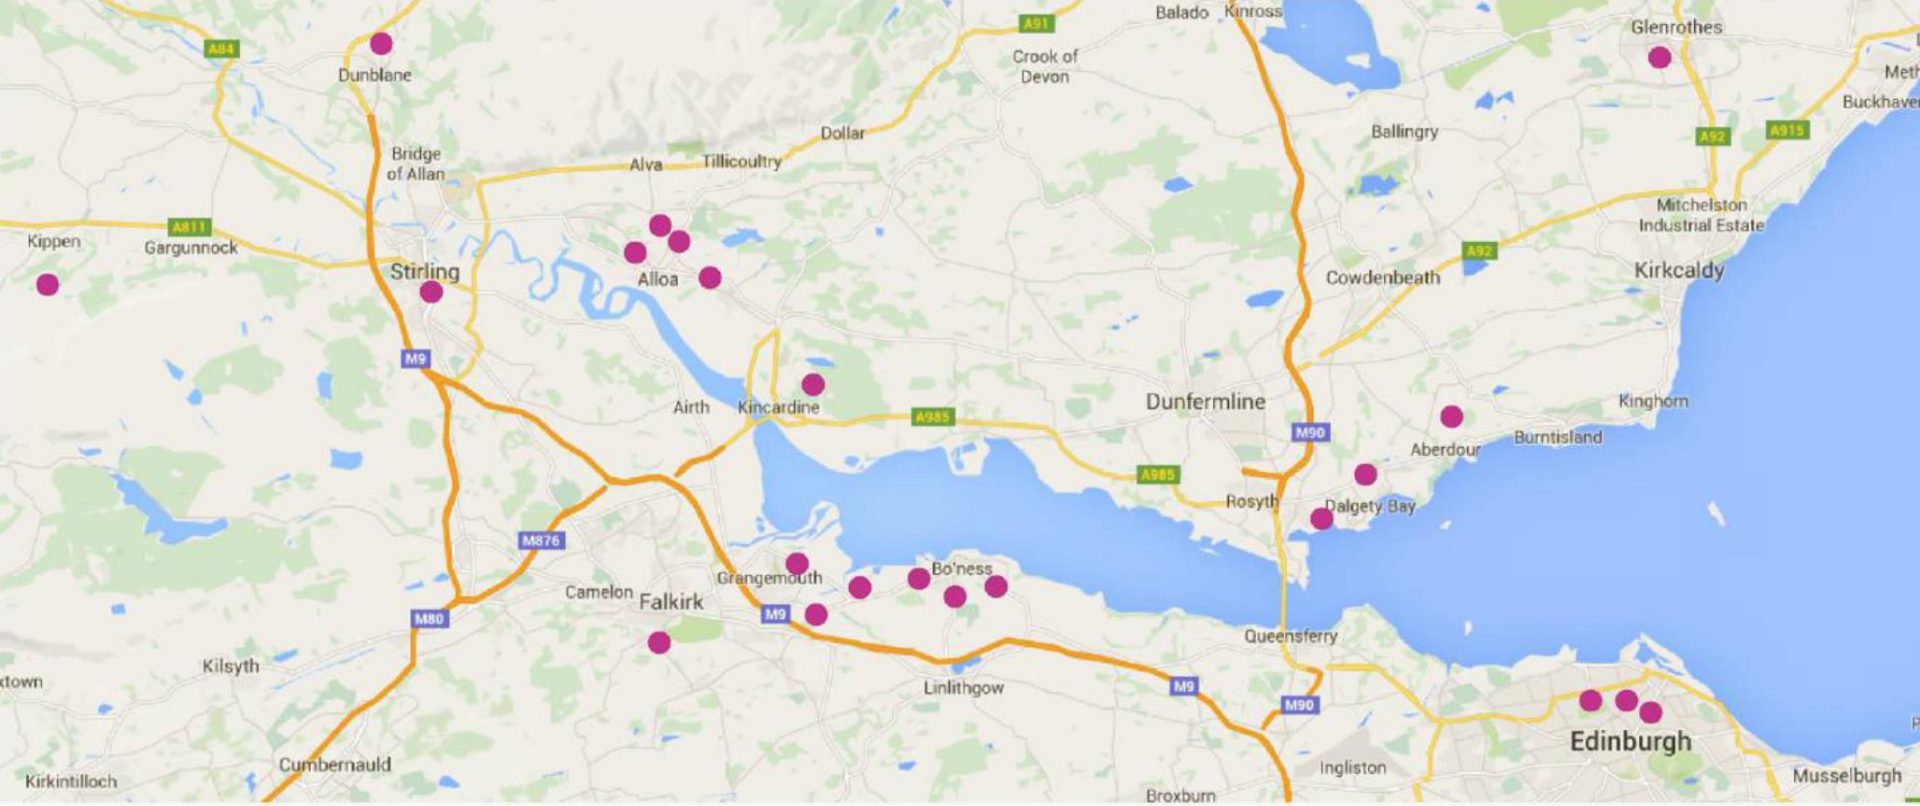 Balado
Kinross
A91
Glenrothes
A84
Crook of
Devon
Dunblane
Meth
Buckhaven
Ballingry
A92
A915
Dollar
Bridge
of Allan
Alva
Tillicoultry
Mitchelston
Industrial Estate
A811
Kippen
Gargunnock
A92
Stirling
Alloa
Cowdenbeath
Kirkcaldy
M9
Airth
Kincardine
A985
Dunfermline
Kinghorn
M90
Aberdour
Burntisland
A985
Rosyth
Dalgety Bay
M876
Grangemouth
Bo'ness
Camelon
Falkirk
M9
M80
Queensferry
Kilsyth
xtown
Linlithgow
M9
M90
Edinburgh
Cumbernauld
Ingliston
Kirkintilloch
Musselburgh
Broxburn